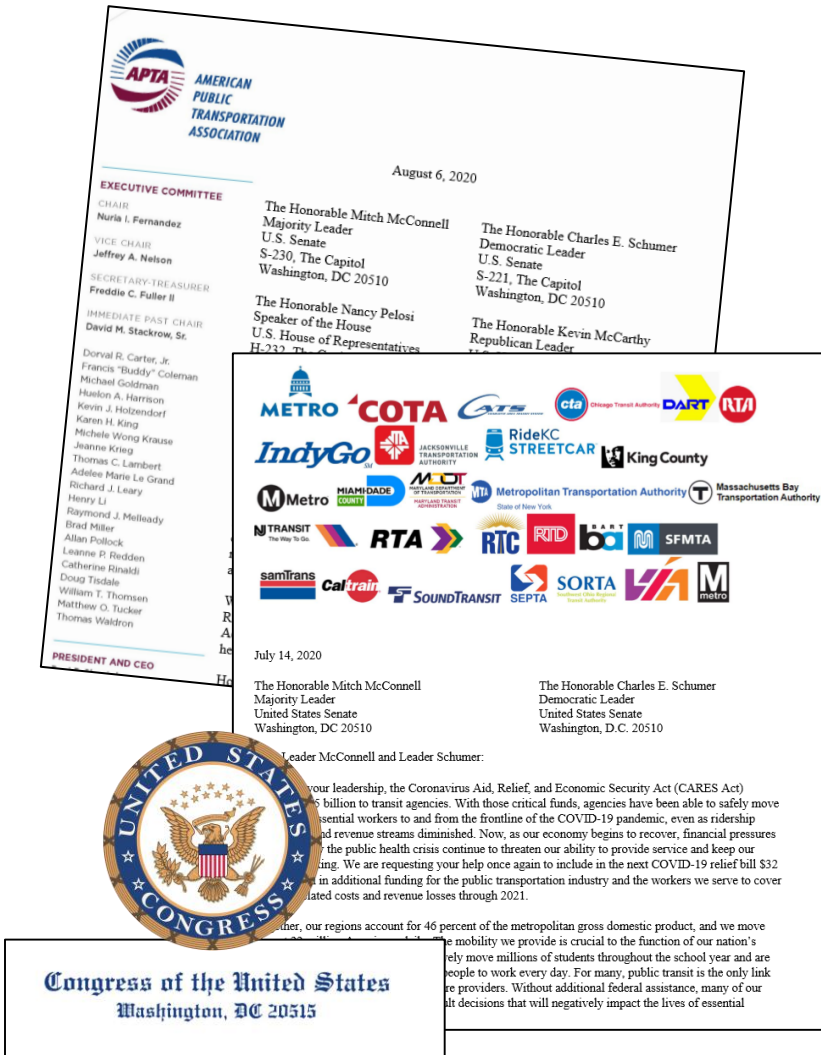 APTA
AMERICAN
PUBLIC
TRANSPORTATION
ASSOCIATION
August 6, 2020
EXECUTIVE COMMITTEE
CHAIR
Nuria I. Fernandez
VICE CHAIR
Jeffrey A. Nelson
SECRETARY-TREASURER
Freddie C. Fuller II
IMMEDIATE PAST CHAIR
David M. Stackrow, Sr.
Dorval R. Carter, Jr.
Francis "Buddy" Coleman
Michael Goldman
Huelon A. Harrison
Kevin J. Holzendorf
Karen H. King
Michele Wong Krause
Jeanne Krieg
Thomas C. Lambert
Adelee Marie Le Grand
Richard J. Leary
Henry Li
Raymond J. Melleady
Brad Miller
Allan Pollock
Leanne P. Redden
Catherine Rinaldi
Doug Tisdale
William T. Thomsen
Matthew O. Tucker
Thomas Waldron
PRESIDENT AND CEO
The Honorable Mitch McConnell
Majority Leader
U.S. Senate
S-230, The Capitol
Washington, DC 20510
The Honorable Charles E. Schumer
Democratic Leader
U.S. Senate
S-221, The Capitol
Washington, DC 20510
The Honorable Nancy Pelosi
Speaker of the House
U.S. House of Representatives
H-232, The
The Honorable Kevin McCarthy
Republican Leader
METRO COTA CATS cta Chicago Transit Authority DART RTA
IndyGo SM JTA JACKSONVILLE TRANSPORTATION AUTHORITY RideKC STREETCAR King County
M Metro MIAMI-DADE COUNTY MDOT MARYLAND DEPARTMENT OF TRANSPORTATION MARYLAND TRANSIT ADMINISTRATION MTA Metropolitan Transportation Authority State of New York T Massachusetts Bay Transportation Authority
NJ TRANSIT The Way To Go. RTA RTC RTD BART ba M SFMTA
samTrans Caltrain SOUNDTRANSIT SEPTA SORTA Southwest Ohio Regional Transit Authority VIA M metro
July 14, 2020
The Honorable Mitch McConnell
Majority Leader
United States Senate
Washington, DC 20510
The Honorable Charles E. Schumer
Democratic Leader
United States Senate
Washington, D.C. 20510
Leader McConnell and Leader Schumer:
your leadership, the Coronavirus Aid, Relief, and Economic Security Act (CARES Act)
5 billion to transit agencies. With those critical funds, agencies have been able to safely move
essential workers to and from the frontline of the COVID-19 pandemic, even as ridership
nd revenue streams diminished. Now, as our economy begins to recover, financial pressures
y the public health crisis continue to threaten our ability to provide service and keep our
king. We are requesting your help once again to include in the next COVID-19 relief bill $32
in additional funding for the public transportation industry and the workers we serve to cover
lated costs and revenue losses through 2021.
ther, our regions account for 46 percent of the metropolitan gross domestic product, and we move
The mobility we provide is crucial to the function of our nation's
vely move millions of students throughout the school year and are
people to work every day. For many, public transit is the only link
re providers. Without additional federal assistance, many of our
ult decisions that will negatively impact the lives of essential
UNITED STATES
CONGRESS
Congress of the United States
Washington, DC 20515